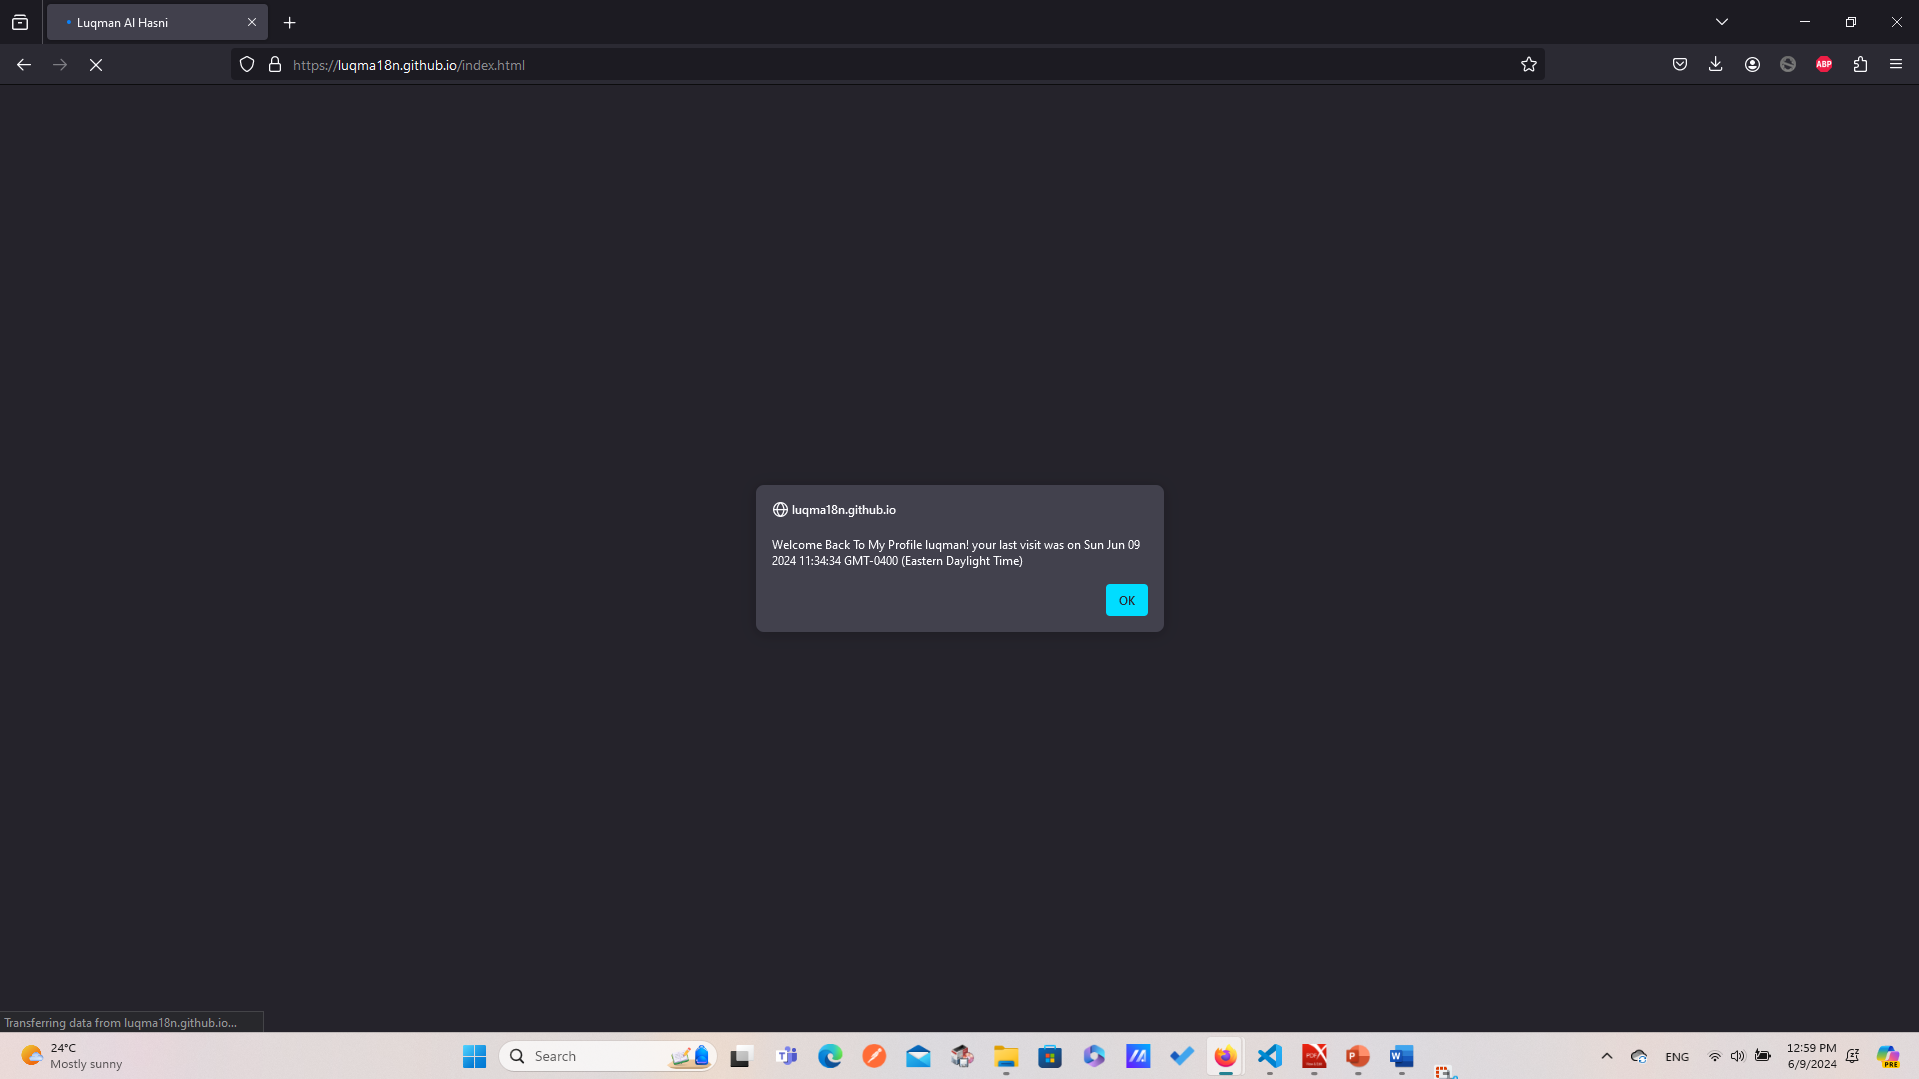 Luqman Al Hasni
https://luqma18n.github.io/index.html
ABP
luqma18n.github.io
Welcome Back To My Profile luqman! your last visit was on Sun Jun 09
2024 11:34:34 GMT-0400 (Eastern Daylight Time)
OK
Transferring data from luqma18n.github.io...
24°C
Mostly sunny
Search
ENG
12:59 PM
6/9/2024
PRE